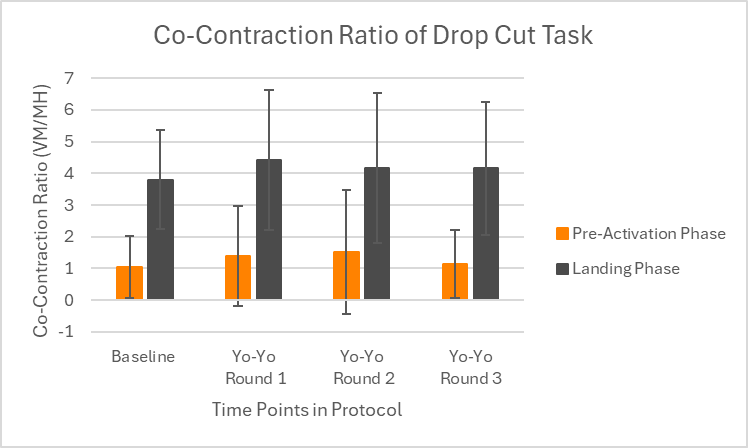 Co-Contraction Ratio of Drop Cut Task
Co-Contraction Ratio (VM/MH)
7
6
5
4
3
2
1
0
-1
Baseline
Yo-Yo
Round 1
Yo-Yo
Round 2
Yo-Yo
Round 3
Time Points in Protocol
Pre-Activation Phase
Landing Phase